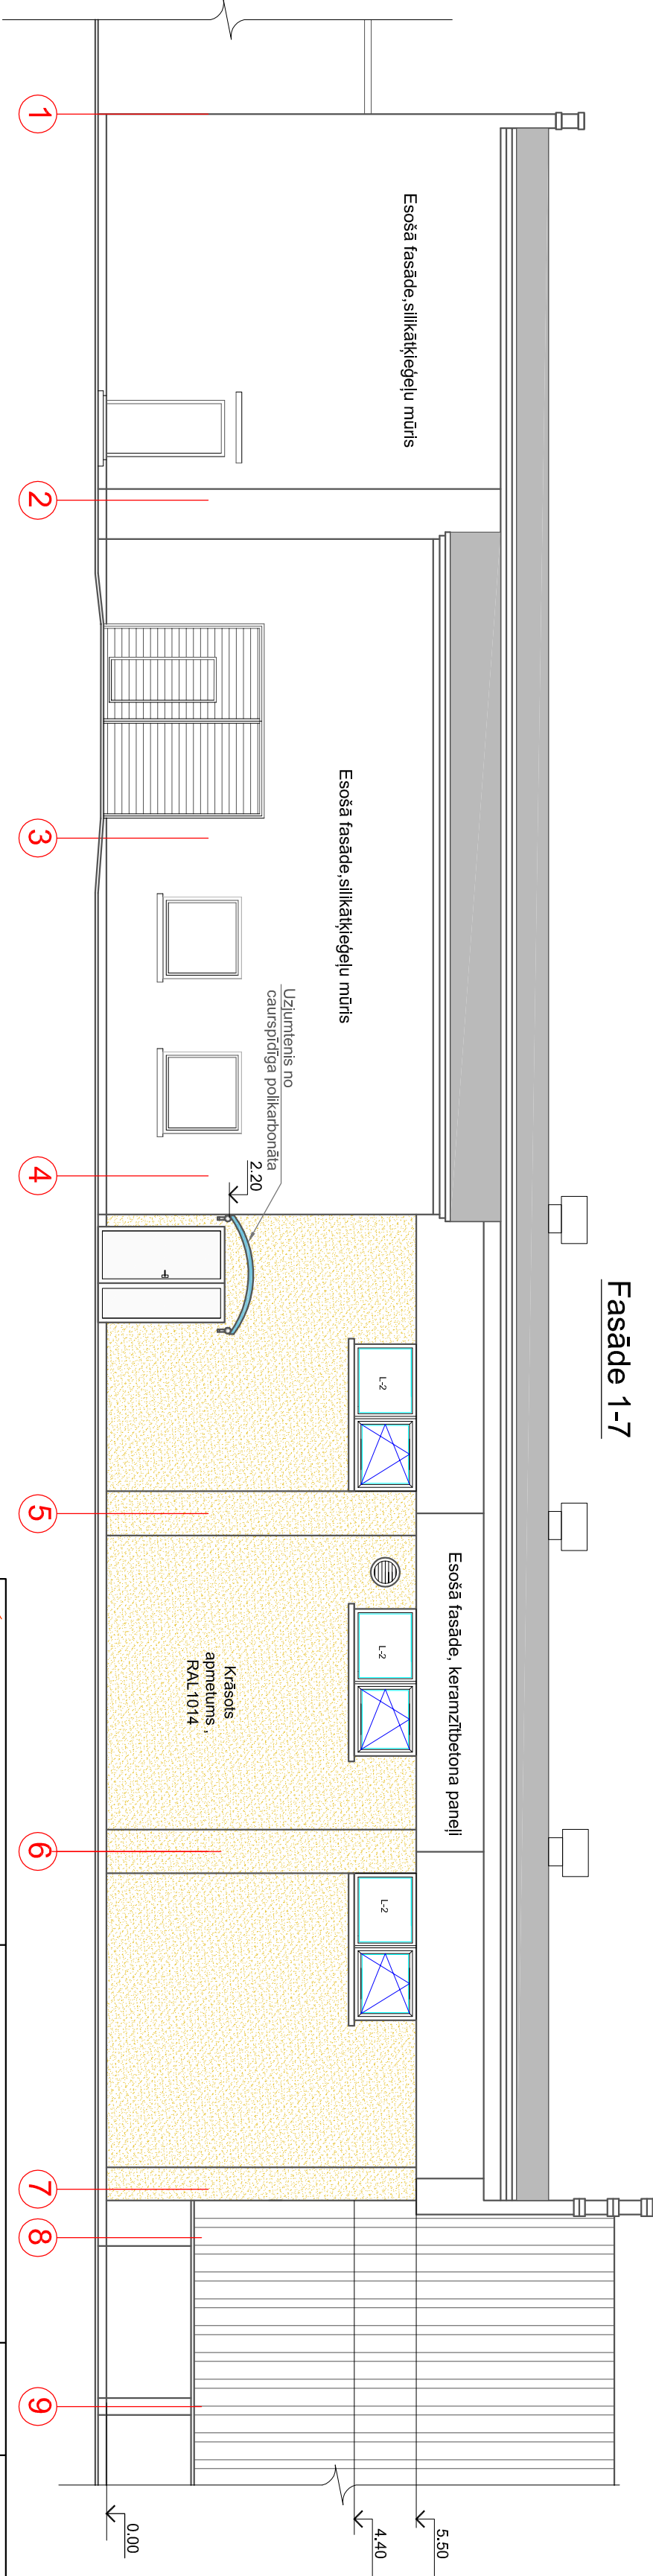 Fasāde 1-7
Esošā fasāde,silikātķieģeļu mūris
Esošā fasāde,silikātķieģeļu mūris
Uzjumtenis no
caurspīdīga polikarbonāta
2.20
L-2
Esošā fasāde, keramzītbetona paneļi
L-2
Krāsots
apmetums ,
RAL1014
L-2
5.50
4.40
0.00
1
2
3
4
5
6
7
8
9